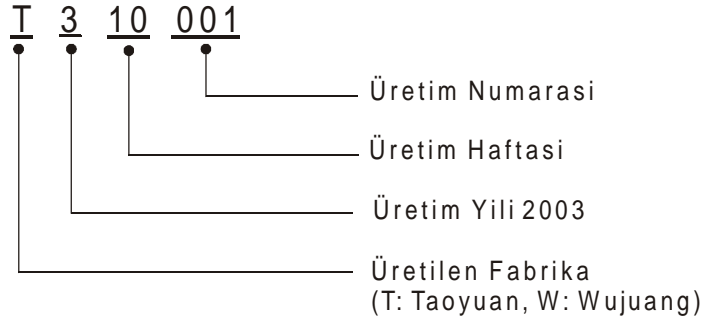 T 3 10 001
Üretim Numarasi
Üretim Haftasi
Üretim Yili 2003
Üretilen Fabrika
(T: Taoyuan, W: Wujuang)